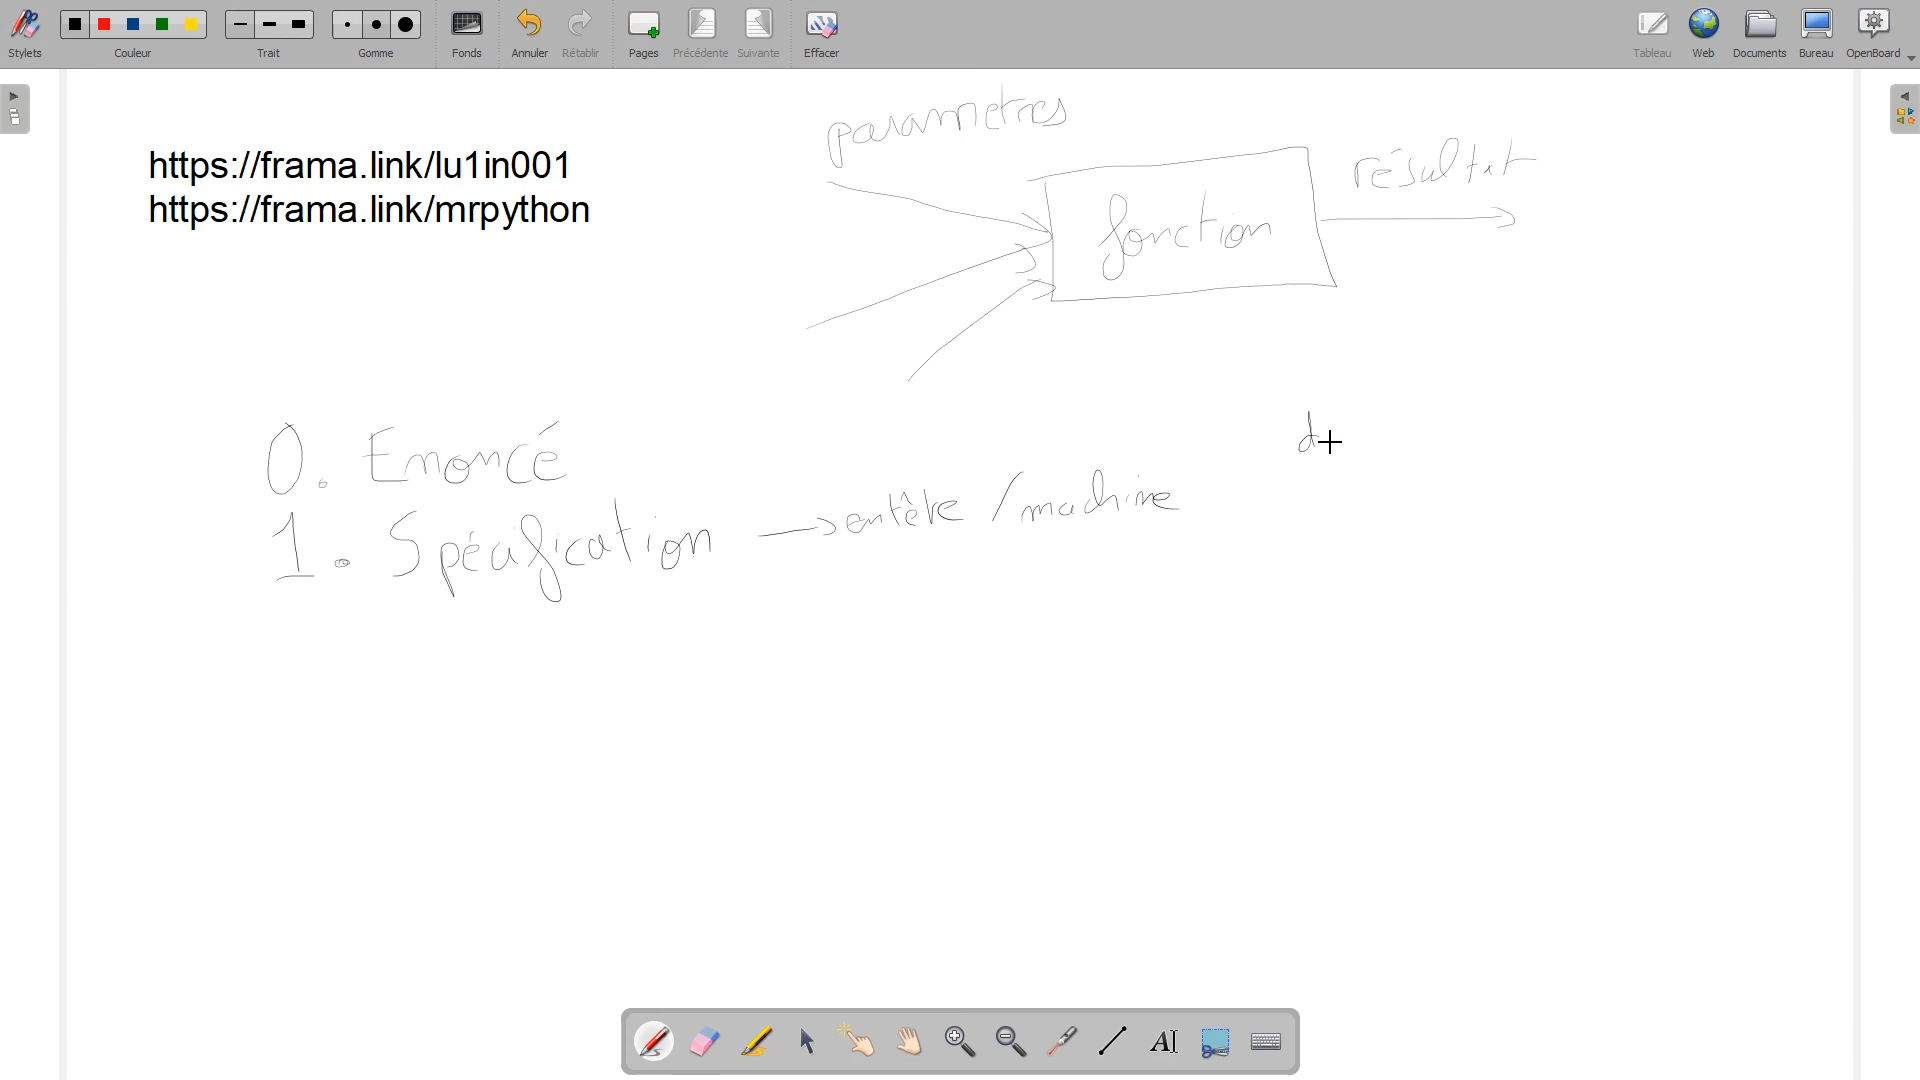 Stylets
Couleur
Trait
Gomme
Fonds
Annuler
Rétablir
Pages
Précédente
Suivante
Effacer
Tableau
Web
Documents
Bureau
OpenBoard
paramètres
https://frama.link/lu1in001
https://frama.link/mrpython
fonction
résultat
0. Enoncé
1. Spécification → entête / machine
d
AI